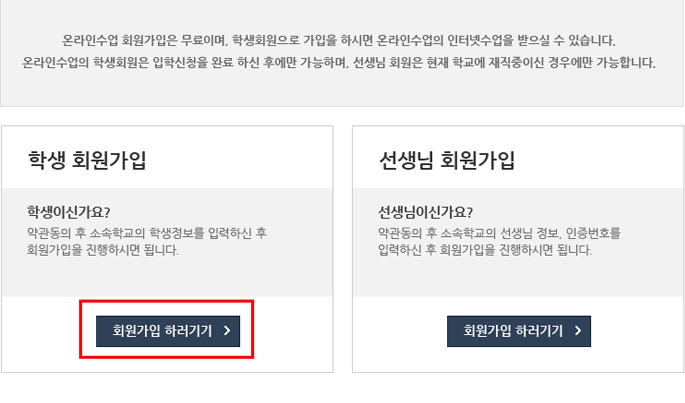 온라인수업 회원가입은 무료이며, 학생회원으로 가입을 하시면 온라인수업의 인터넷수업을 받으실 수 있습니다.
온라인수업의 학생회원은 입학신청을 완료 하신 후에만 가능하며, 선생님 회원은 현재 학교에 재직중이신 경우에만 가능합니다.
학생 회원가입
학생이신가요?
약관동의 후 소속학교의 학생정보를 입력하신 후
회원가입을 진행하시면 됩니다.
회원가입 하러기기 >
선생님 회원가입
선생님이신가요?
약관동의 후 소속학교의 선생님 정보, 인증번호를
입력하신 후 회원가입을 진행하시면 됩니다.
회원가입 하러기기 >